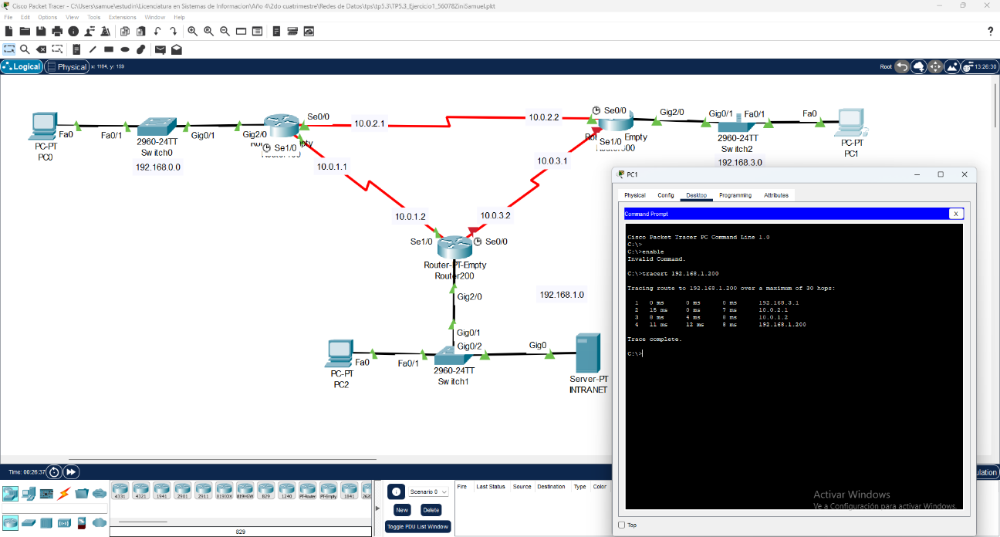 Cisco Packet Tracer - C:\Users\samue\estudin\Licenciatura en Sistemas de Informacion\Año 4\2do cuatrimestre\Redes de Datos\tps\tp5.3\TP5.3_Ejercicio1_56078ZiniSamuel.pkt
File Edit Options View Tools Extensions Window Help
?
Logical Physical x: 1184, y: 159 Root 13:26:30
Se0/0 Se0/0
10.0.2.1 10.0.2.2 Gig2/0 Gig0/1 Fa0/1 Fa0
Fa0 Fa0/1 Gig0/1 Gig2/0
PC-PT 2960-24TT Se1/0 Se1/0 Empty 2960-24TT PC-PT
PC0 Switch0 Switch2 PC1
192.168.0.0 10.0.1.1 10.0.3.1 192.168.3.0
10.0.1.2 10.0.3.2
Se1/0 Se0/0
Router-PT-Empty
Router200
Gig2/0 192.168.1.0
Gig0/1
Gig0/2 Gig0
Fa0 Fa0/1
PC-PT 2960-24TT Server-PT
PC2 Switch1 INTRANET
PC1
Physical Config Desktop Programming Attributes
Command Prompt X
Cisco Packet Tracer PC Command Line 1.0
C:\>
C:\>enable
Invalid Command.
C:\>tracert 192.168.1.200
Tracing route to 192.168.1.200 over a maximum of 30 hops:
1 0 ms 0 ms 0 ms 192.168.3.1
2 15 ms 0 ms 7 ms 10.0.2.1
3 8 ms 4 ms 8 ms 10.0.1.2
4 11 ms 12 ms 8 ms 192.168.1.200
Trace complete.
C:\>
Activar Windows
Ve a Configuración para activar Windows.
Top
Time: 00:26:37
4331 4321 1941 2901 2911 819IOX 819HGW 829 1240 PT-Router PT-Empty 1841
829
Scenario 0
New Delete
Toggle PDU List Window
Fire Last Status Source Destination Type Color